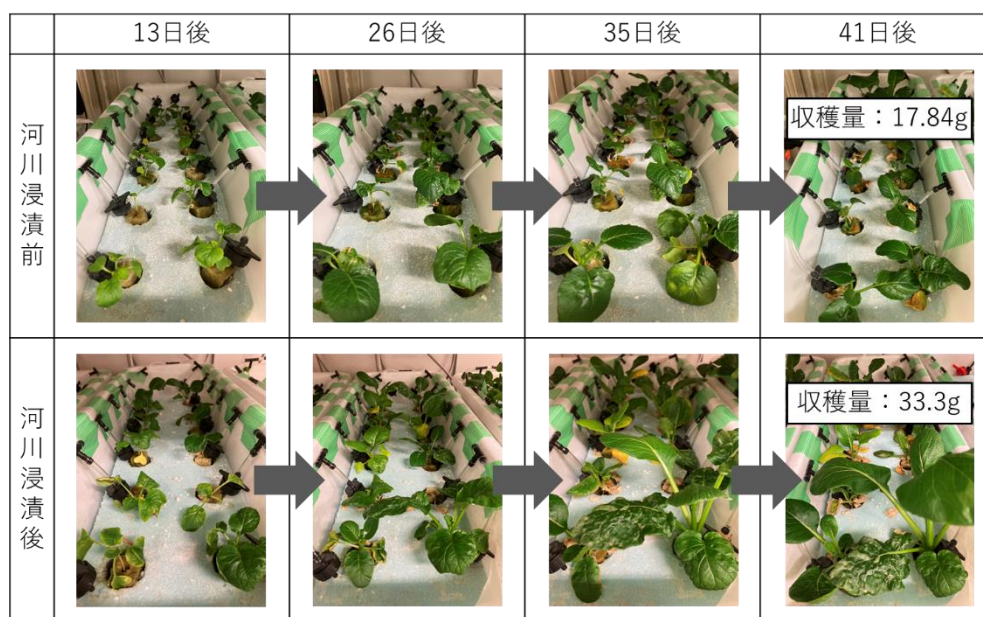 13日後
26日後
35日後
41日後
河川浸漬前
収穫量：17.84g
河川浸漬後
収穫量：33.3g